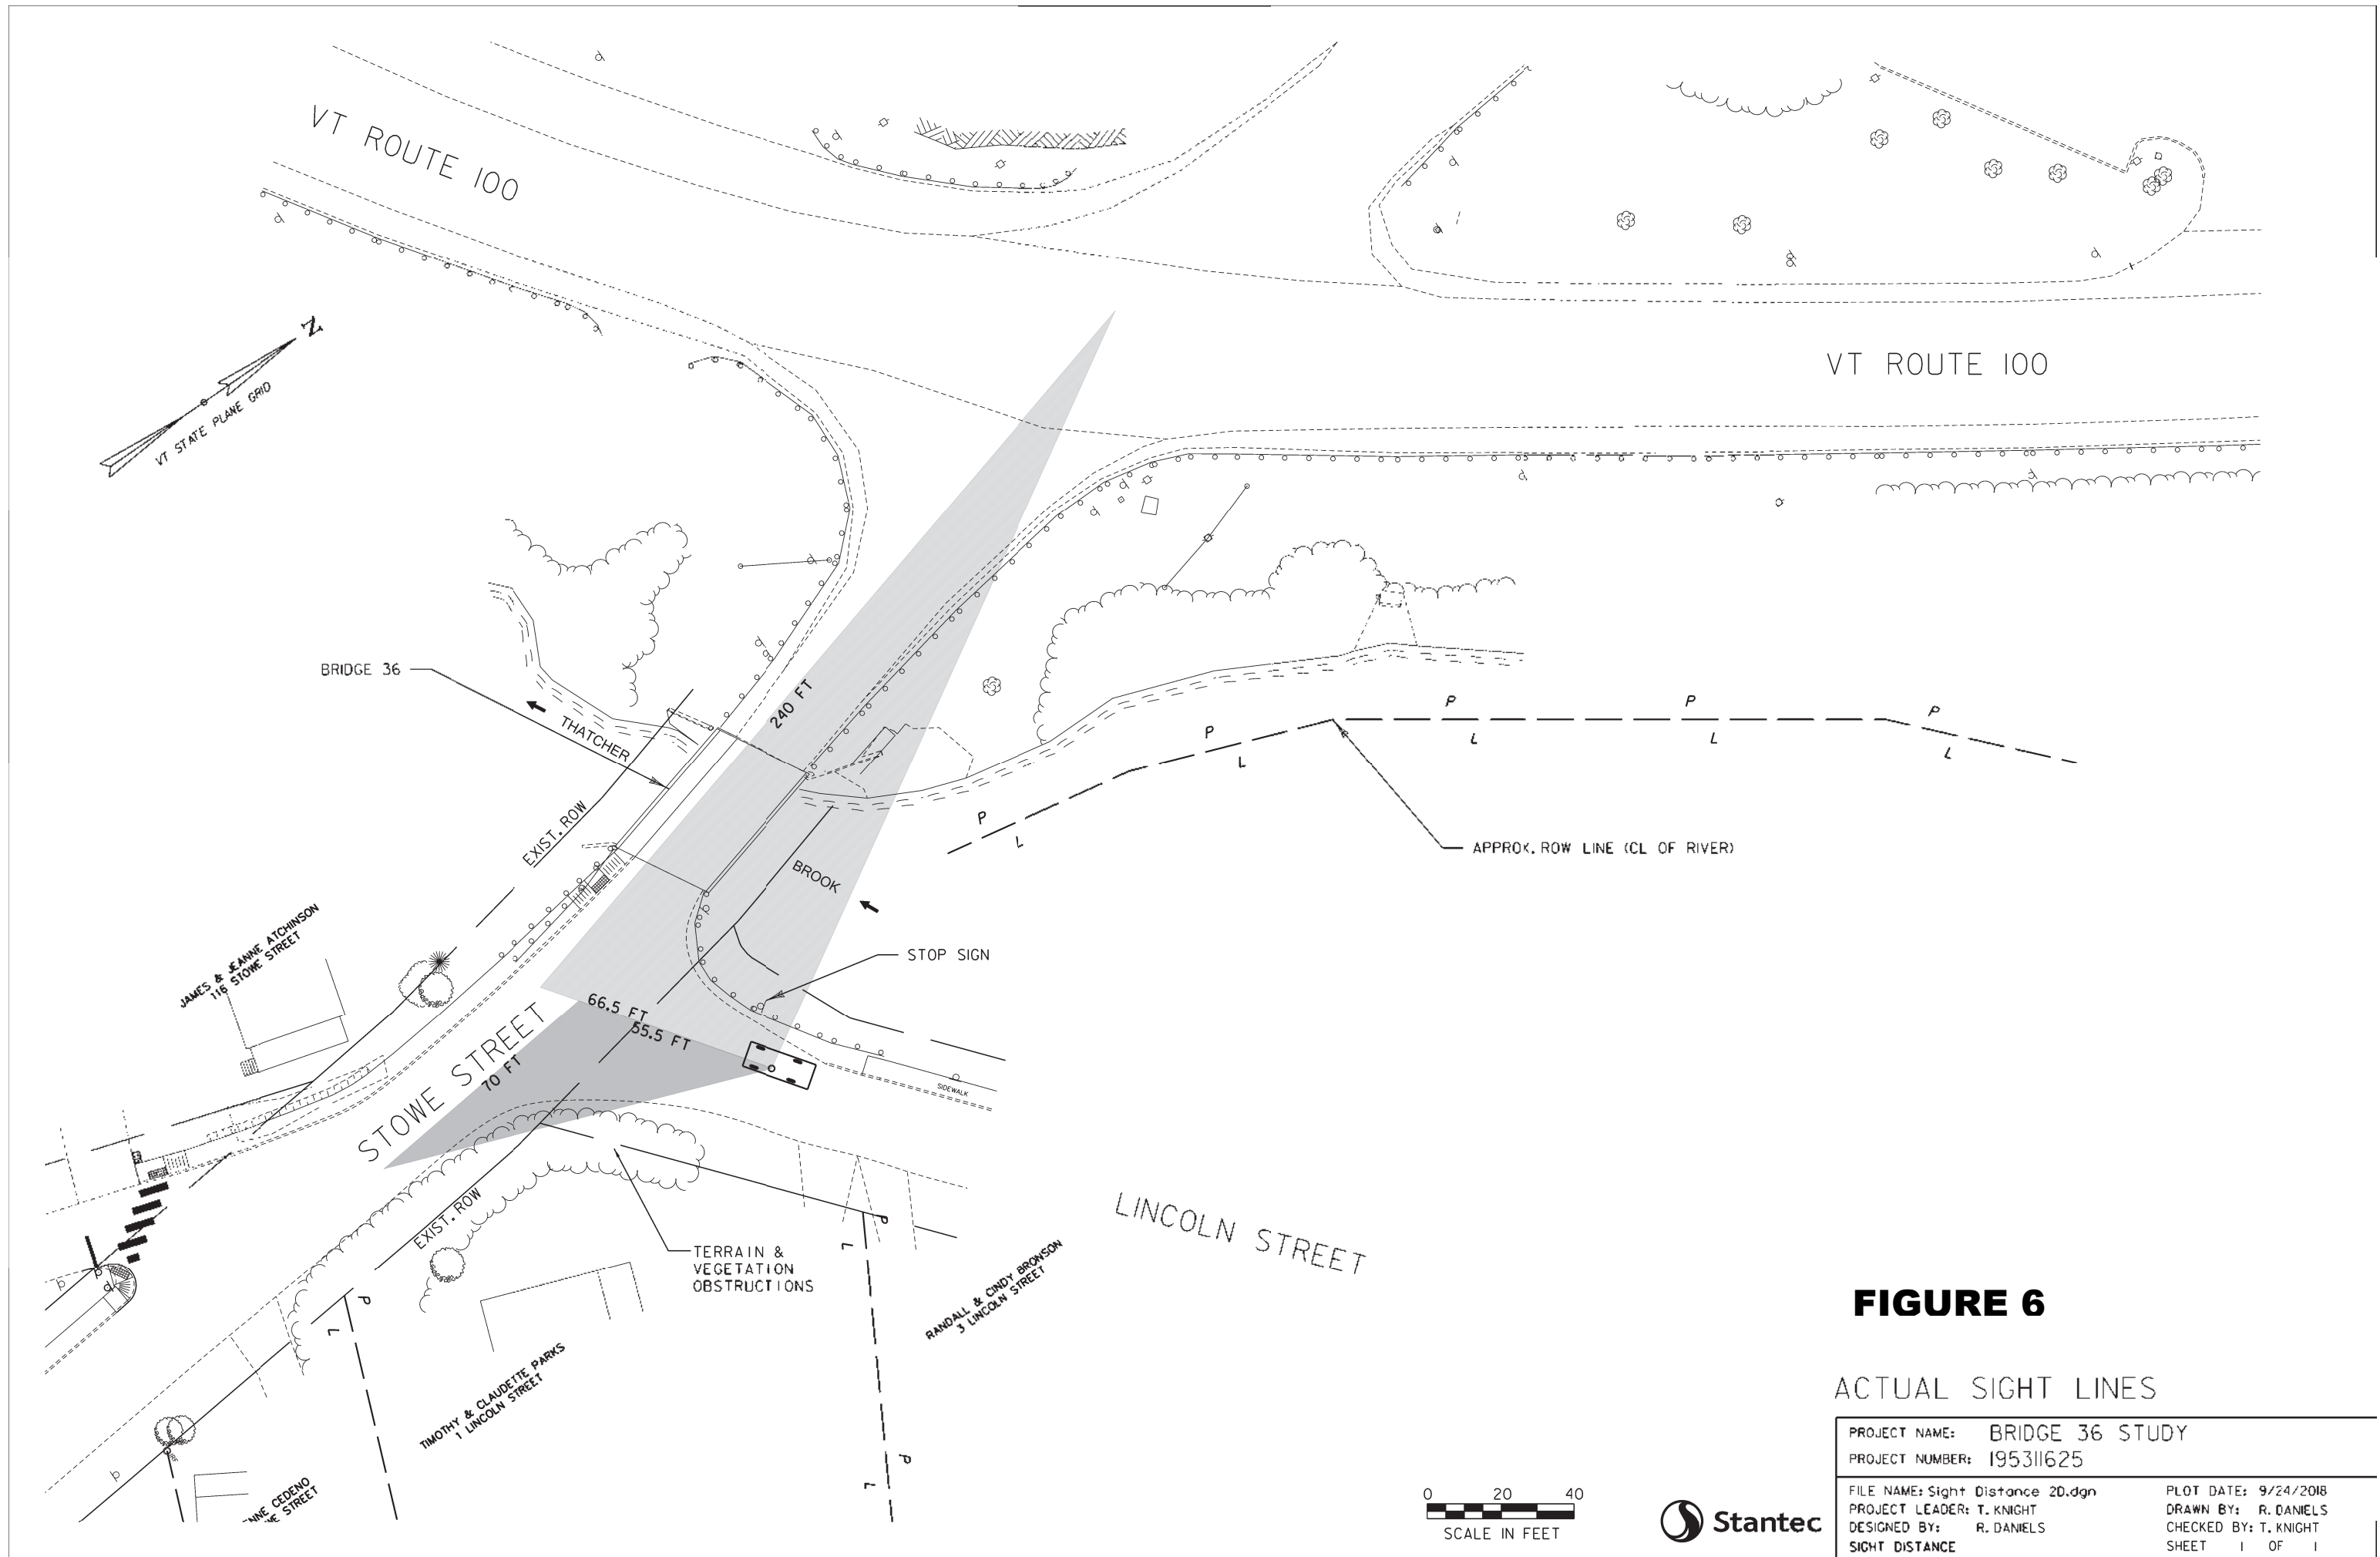 VT ROUTE 100
VT ROUTE 100
N
VT STATE PLANE GRID
BRIDGE 36
THATCHER
240 FT
P
L
P
L
P
L
P
L
P
L
EXIST. ROW
BROOK
APPROX. ROW LINE (CL OF RIVER)
JAMES & JEANNE ATCHINSON
116 STOWE STREET
STOP SIGN
66.5 FT
55.5 FT
STOWE STREET
70 FT
SIDEWALK
EXIST. ROW
LINCOLN STREET
TERRAIN &
VEGETATION
OBSTRUCTIONS
P
L
RANDALL & CINDY BRONSON
3 LINCOLN STREET
P
L
TIMOTHY & CLAUDETTE PARKS
1 LINCOLN STREET
P
L
NNE CEDENO
STREET
FIGURE 6
ACTUAL SIGHT LINES
PROJECT NAME: BRIDGE 36 STUDY
PROJECT NUMBER: 195311625
FILE NAME: Sight Distance 2D.dgn PLOT DATE: 9/24/2018
PROJECT LEADER: T. KNIGHT DRAWN BY: R. DANIELS
DESIGNED BY: R. DANIELS CHECKED BY: T. KNIGHT
SIGHT DISTANCE SHEET 1 OF 1
0 20 40
SCALE IN FEET
Stantec